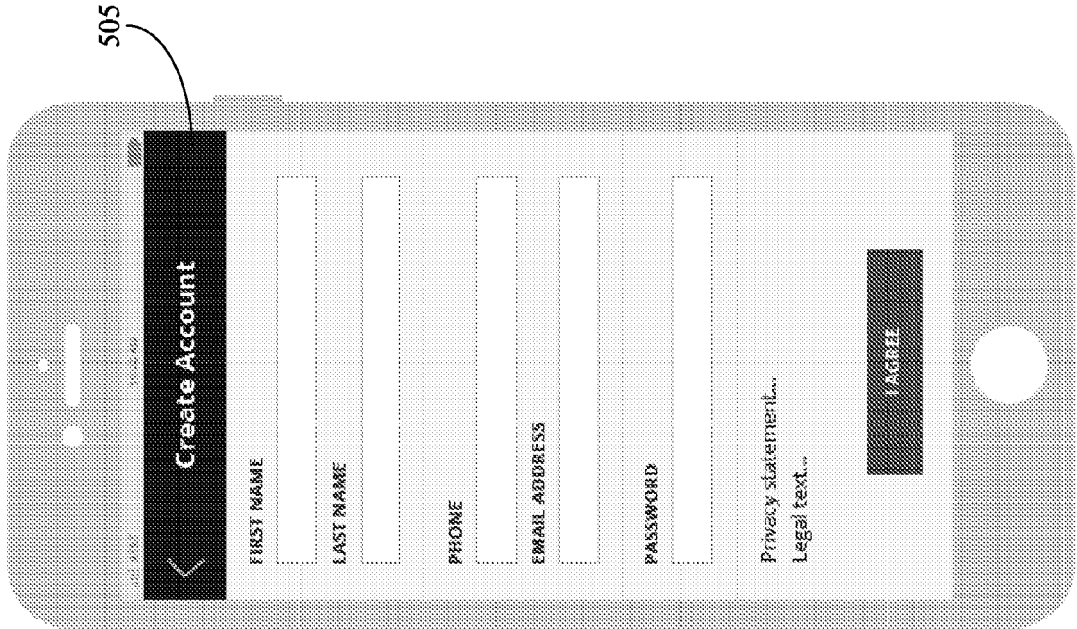 505
Create Account
FIRST NAME
LAST NAME
PHONE
EMAIL ADDRESS
PASSWORD
Privacy statement...
Legal text...
I AGREE